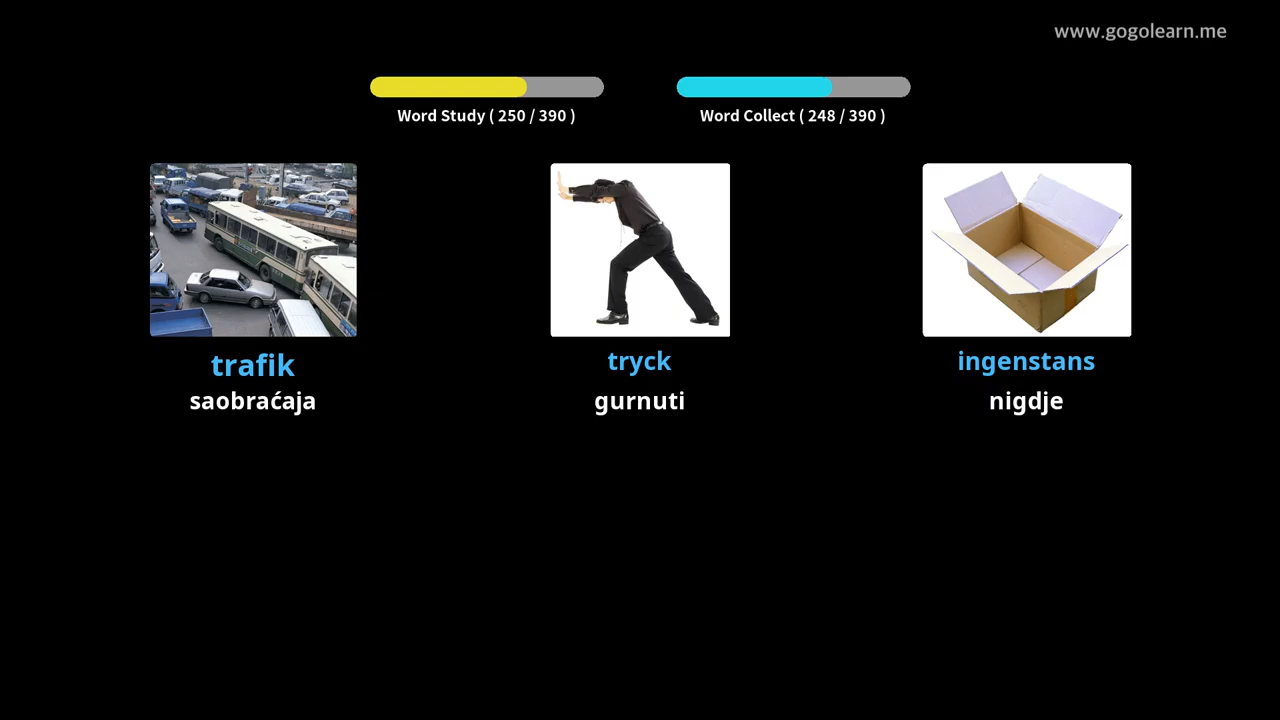 www.gogolearn.me
Word Study ( 250 / 390 )
Word Collect ( 248 / 390 )
trafik
saobraćaja
tryck
gurnuti
ingenstans
nigdje